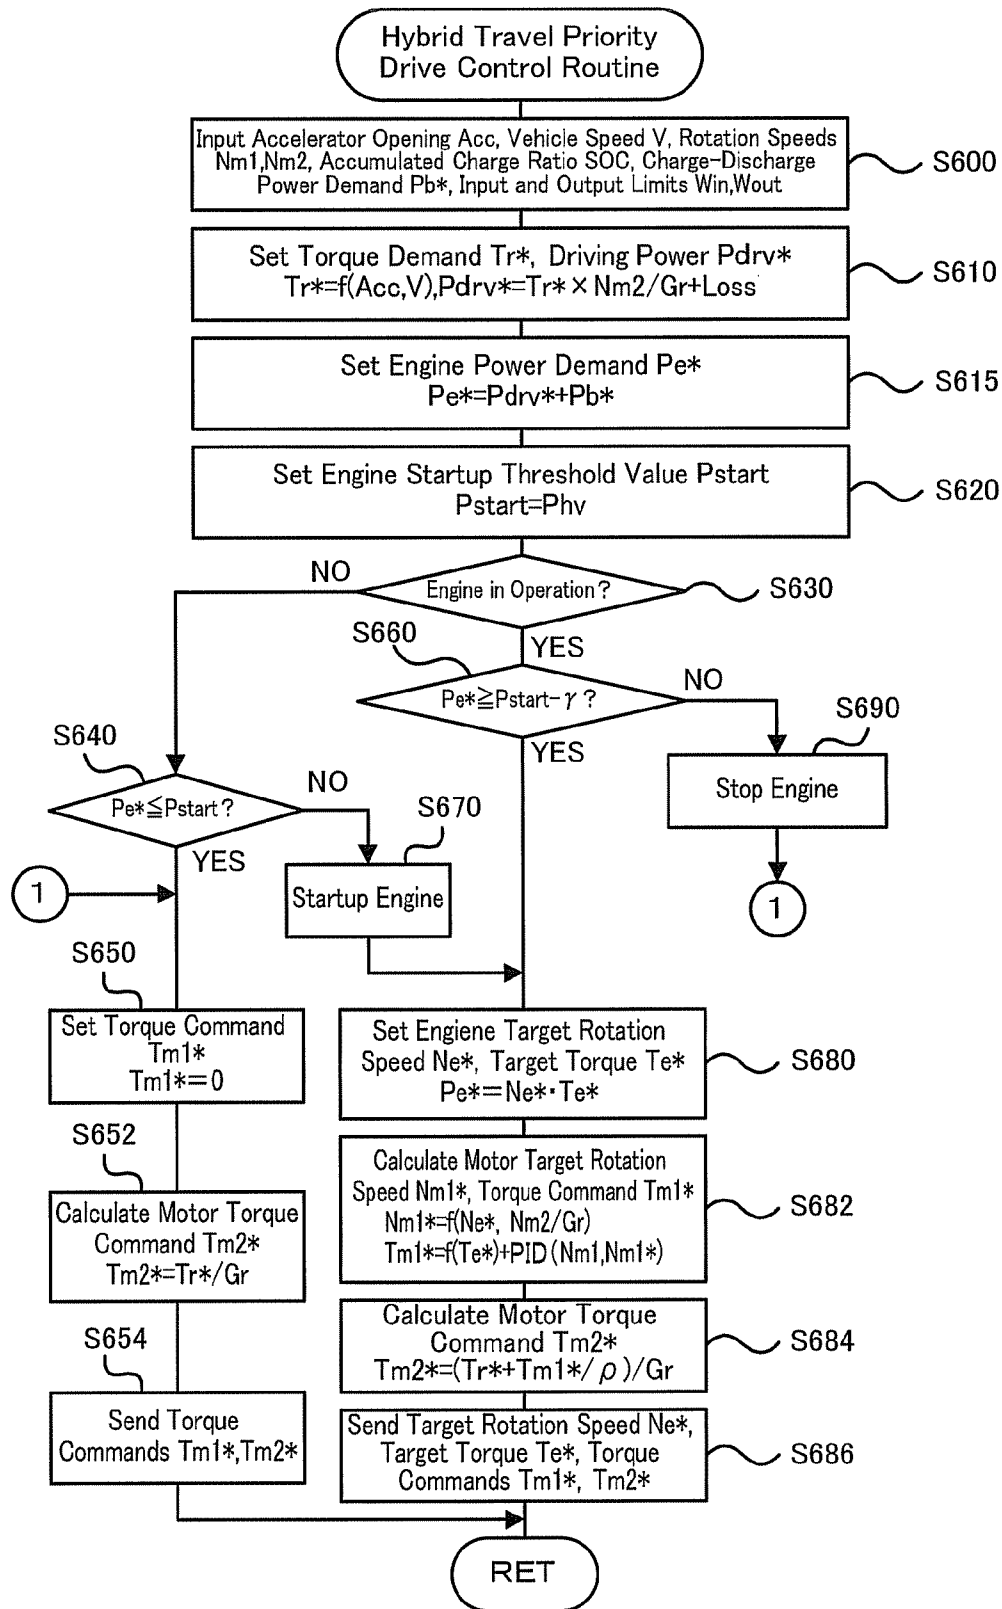 Hybrid Travel Priority
Drive Control Routine
Input Accelerator Opening Acc, Vehicle Speed V, Rotation Speeds
Nm1,Nm2, Accumulated Charge Ratio SOC, Charge-Discharge
Power Demand Pb*, Input and Output Limits Win,Wout
S600
Set Torque Demand Tr*, Driving Power Pdrv*
Tr*=f(Acc,V),Pdrv*=Tr*×Nm2/Gr+Loss
S610
Set Engine Power Demand Pe*
Pe*=Pdrv*+Pb*
S615
Set Engine Startup Threshold Value Pstart
Pstart=Phv
S620
NO
Engine in Operation?
S630
YES
S660
Pe*≧Pstart-γ?
NO
YES
S690
Stop Engine
1
S640
Pe*≦Pstart?
NO
YES
S670
Startup Engine
1
S650
Set Torque Command
Tm1*
Tm1*=0
S652
Calculate Motor Torque
Command Tm2*
Tm2*=Tr*/Gr
S654
Send Torque
Commands Tm1*,Tm2*
Set Engiene Target Rotation
Speed Ne*, Target Torque Te*
Pe*=Ne*·Te*
S680
Calculate Motor Target Rotation
Speed Nm1*, Torque Command Tm1*
Nm1*=f(Ne*, Nm2/Gr)
Tm1*=f(Te*)+PID(Nm1,Nm1*)
S682
Calculate Motor Torque
Command Tm2*
Tm2*=(Tr*+Tm1*/ρ)/Gr
S684
Send Target Rotation Speed Ne*,
Target Torque Te*, Torque
Commands Tm1*, Tm2*
S686
RET